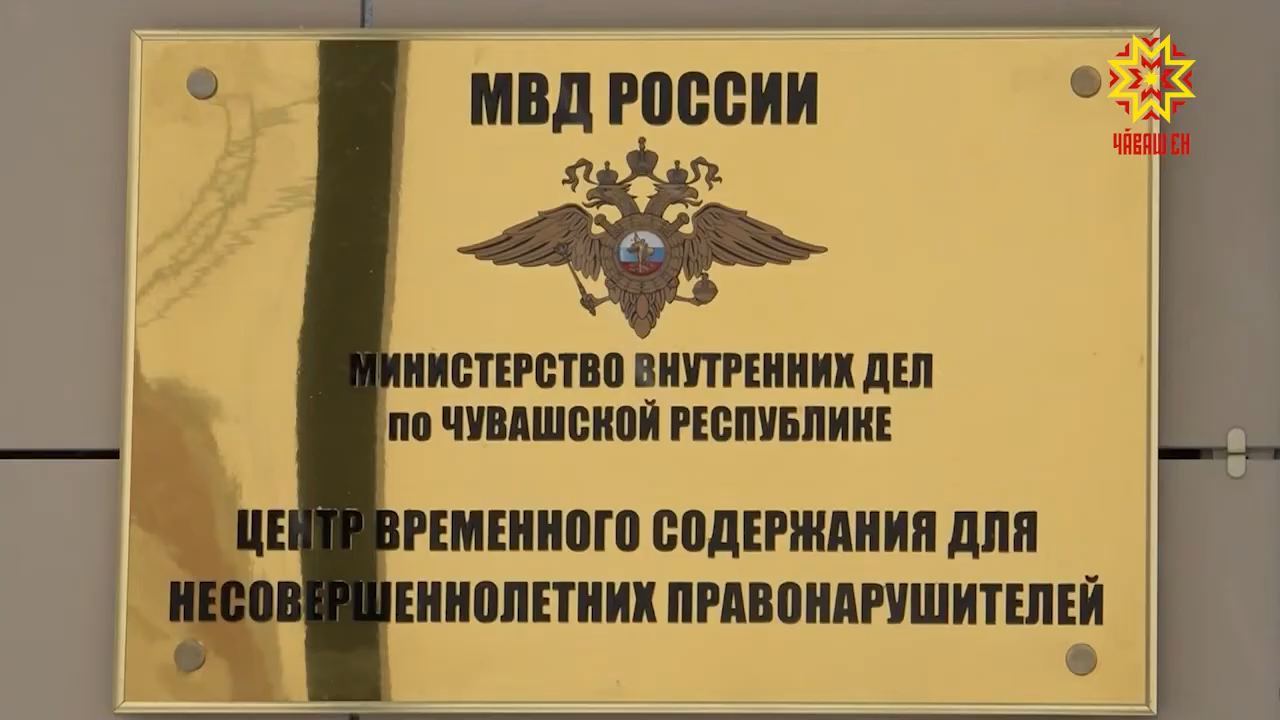 МВД РОССИИ
ЧӐВАШ ЕН
МИНИСТЕРСТВО ВНУТРЕННИХ ДЕЛ
по ЧУВАШСКОЙ РЕСПУБЛИКЕ
ЦЕНТР ВРЕМЕННОГО СОДЕРЖАНИЯ ДЛЯ
НЕСОВЕРШЕННОЛЕТНИХ ПРАВОНАРУШИТЕЛЕЙ